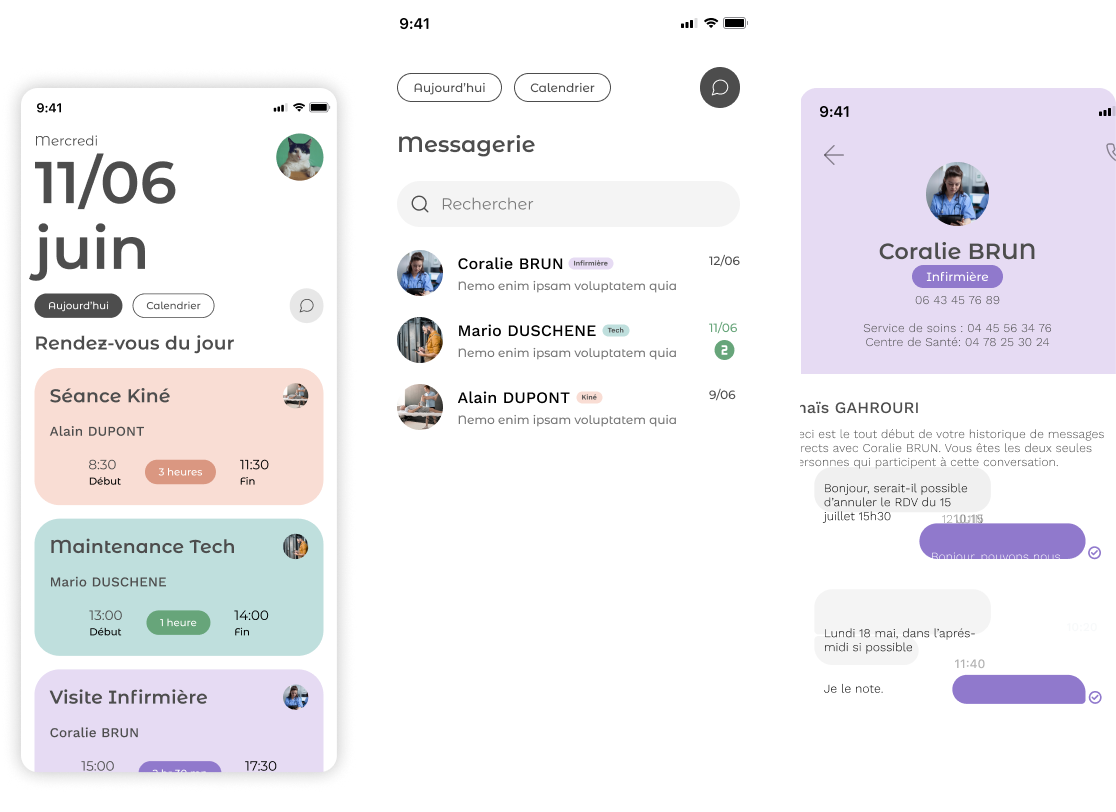 9:41
Mercredi
11/06
juin
Aujourd'hui
Calendrier
Rendez-vous du jour
Séance Kiné
Alain DUPONT
8:30
Début
3 heures
11:30
Fin
Maintenance Tech
Mario DUSCHENE
13:00
Début
1 heure
14:00
Fin
Visite Infirmière
Coralie BRUN
15:00
17:30
9:41
Aujourd'hui
Calendrier
Messagerie
Rechercher
Coralie BRUN Infirmière 12/06
Nemo enim ipsam voluptatem quia
Mario DUSCHENE Tech 11/06
Nemo enim ipsam voluptatem quia 2
Alain DUPONT Kiné 9/06
Nemo enim ipsam voluptatem quia
9:41
Coralie BRUN
Infirmière
06 43 45 76 89
Service de soins : 04 45 56 34 76
Centre de Santé: 04 78 25 30 24
naïs GAHROURI
eci est le tout début de votre historique de messages
rects avec Coralie BRUN. Vous êtes les deux seules
ersonnes qui participent à cette conversation.
Bonjour, serait-il possible
d'annuler le RDV du 15
juillet 15h30
10:15
Bonjour, pouvons nous
Lundi 18 mai, dans l'aprés-
midi si possible
11:40
Je le note.